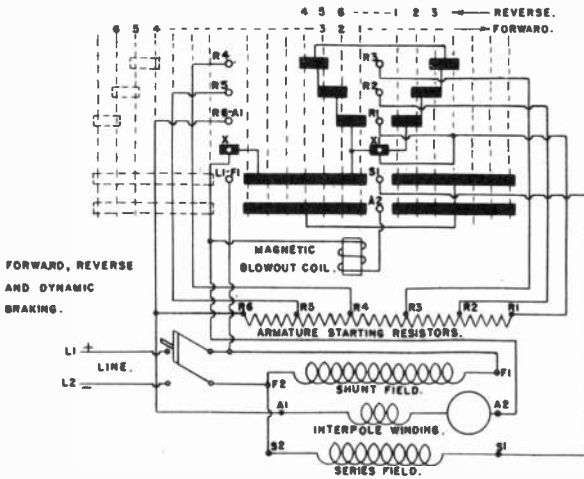 4 5 6 1 2 3 REVERSE.
6 5 4 3 2 FORWARD.
R4 R3
R5 R2
R6-A1 R1
X X
L1-F1 S1
A2
MAGNETIC
BLOWOUT COIL.
FORWARD, REVERSE
AND DYNAMIC
BRAKING.
R6 R5 R4 R3 R2 R1
ARMATURE STARTING RESISTORS.
L1 +
LINE.
L2 -
F2 F1
SHUNT FIELD.
A1 A2
INTERPOLE WINDING.
S2 S1
SERIES FIELD.